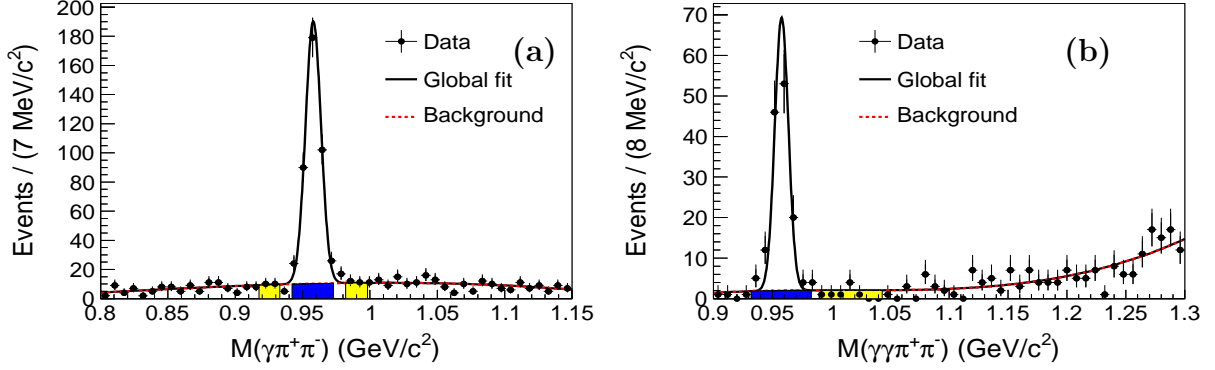 Events / (7 MeV/c²)
200
180
160
140
120
100
80
60
40
20
0
Data
Global fit
Background
(a)
0.8 0.85 0.9 0.95 1 1.05 1.1 1.15
M(γπ⁺π⁻) (GeV/c²)
Events / (8 MeV/c²)
70
60
50
40
30
20
10
0
Data
Global fit
Background
(b)
0.9 0.95 1 1.05 1.1 1.15 1.2 1.25 1.3
M(γγπ⁺π⁻) (GeV/c²)